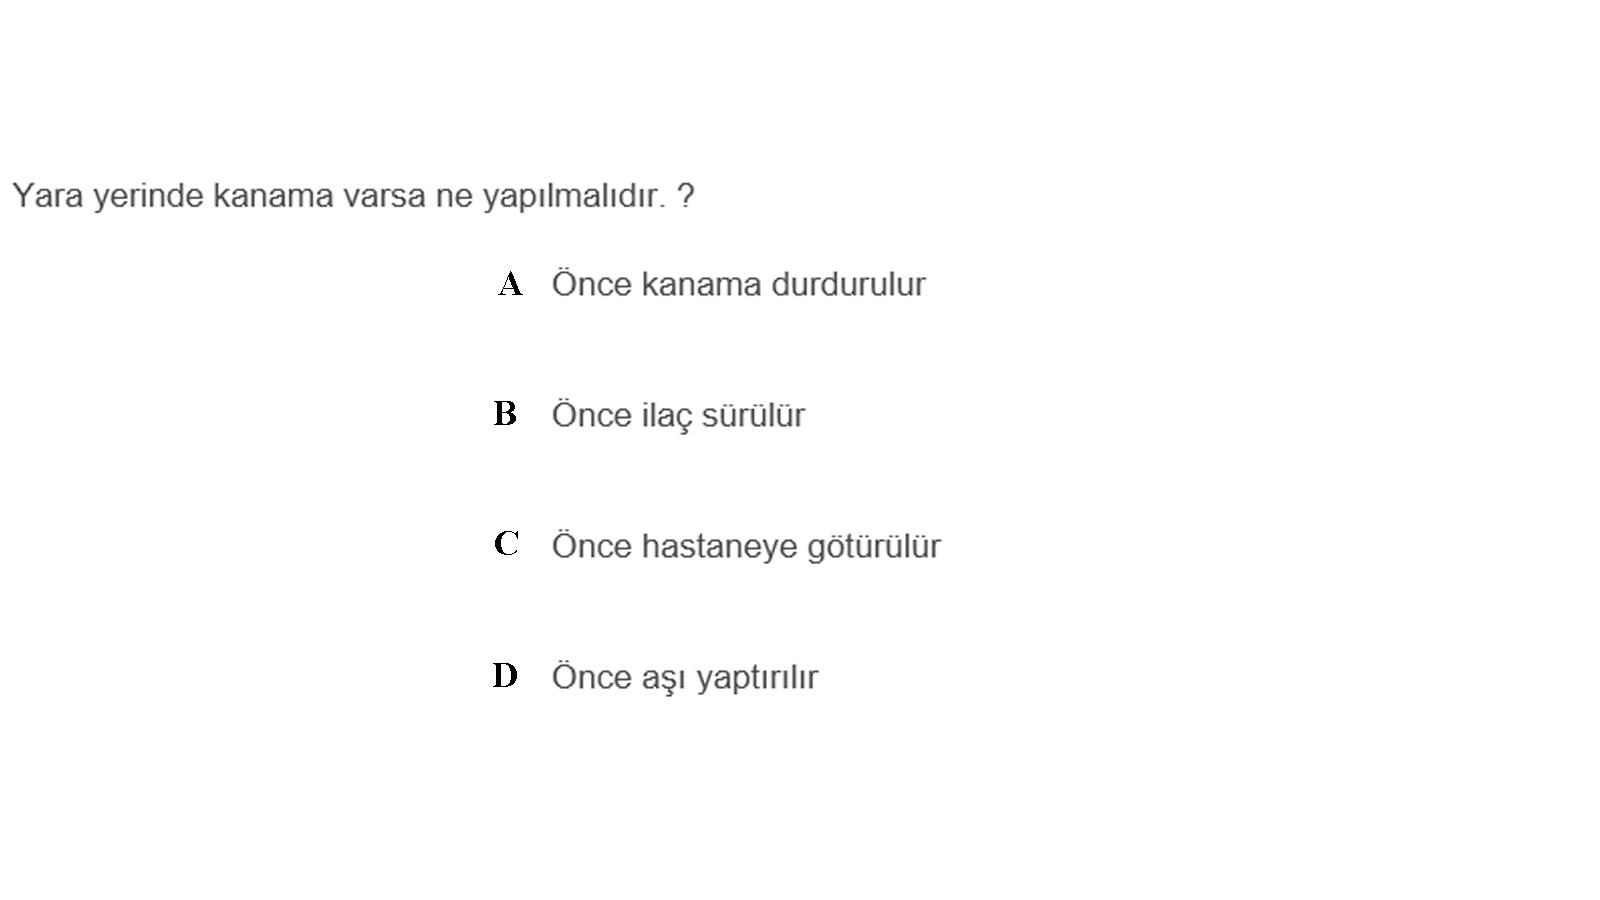 Yara yerinde kanama varsa ne yapılmalıdır. ?
A Önce kanama durdurulur
B Önce ilaç sürülür
C Önce hastaneye götürülür
D Önce aşı yaptırılır